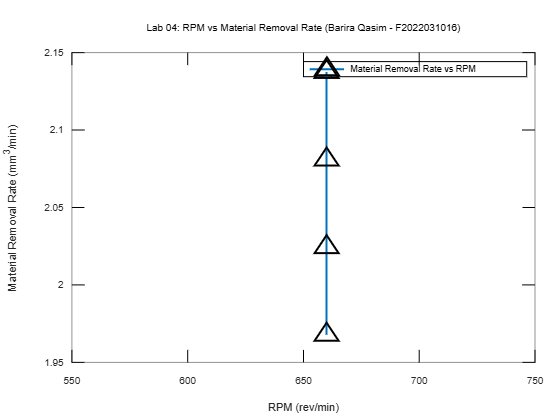 Lab 04: RPM vs Material Removal Rate (Barira Qasim - F2022031016)
2.15
Material Removal Rate vs RPM
2.1
2.05
2
1.95
Material Removal Rate (mm³/min)
550 600 650 700 750
RPM (rev/min)